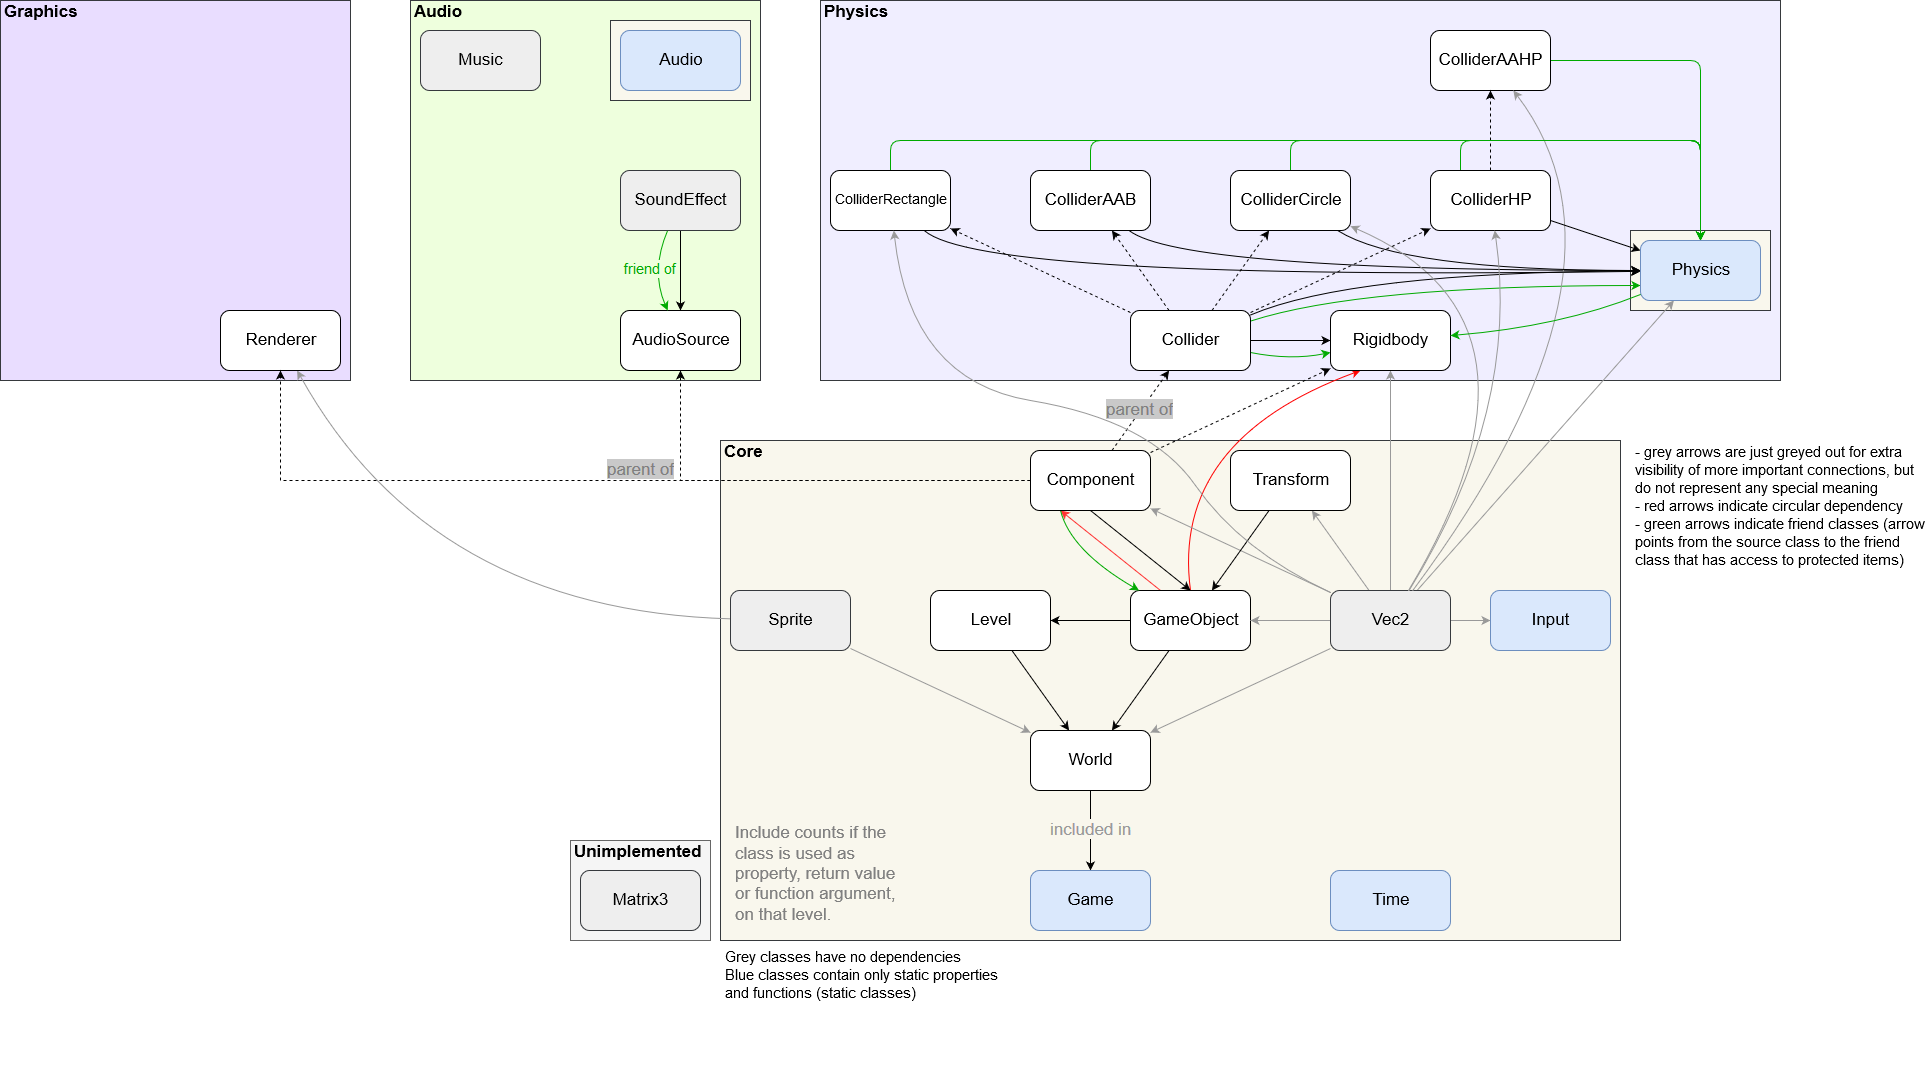 Graphics
Audio
Physics
Music
Audio
ColliderAAHP
SoundEffect
ColliderRectangle
ColliderAAB
ColliderCircle
ColliderHP
friend of
Physics
Renderer
AudioSource
Collider
Rigidbody
parent of
parent of
Core
Component
Transform
- grey arrows are just greyed out for extra
visibility of more important connections, but
do not represent any special meaning
- red arrows indicate circular dependency
- green arrows indicate friend classes (arrow
points from the source class to the friend
class that has access to protected items)
Sprite
Level
GameObject
Vec2
Input
World
included in
Include counts if the
class is used as
property, return value
or function argument,
on that level.
Unimplemented
Matrix3
Game
Time
Grey classes have no dependencies
Blue classes contain only static properties
and functions (static classes)